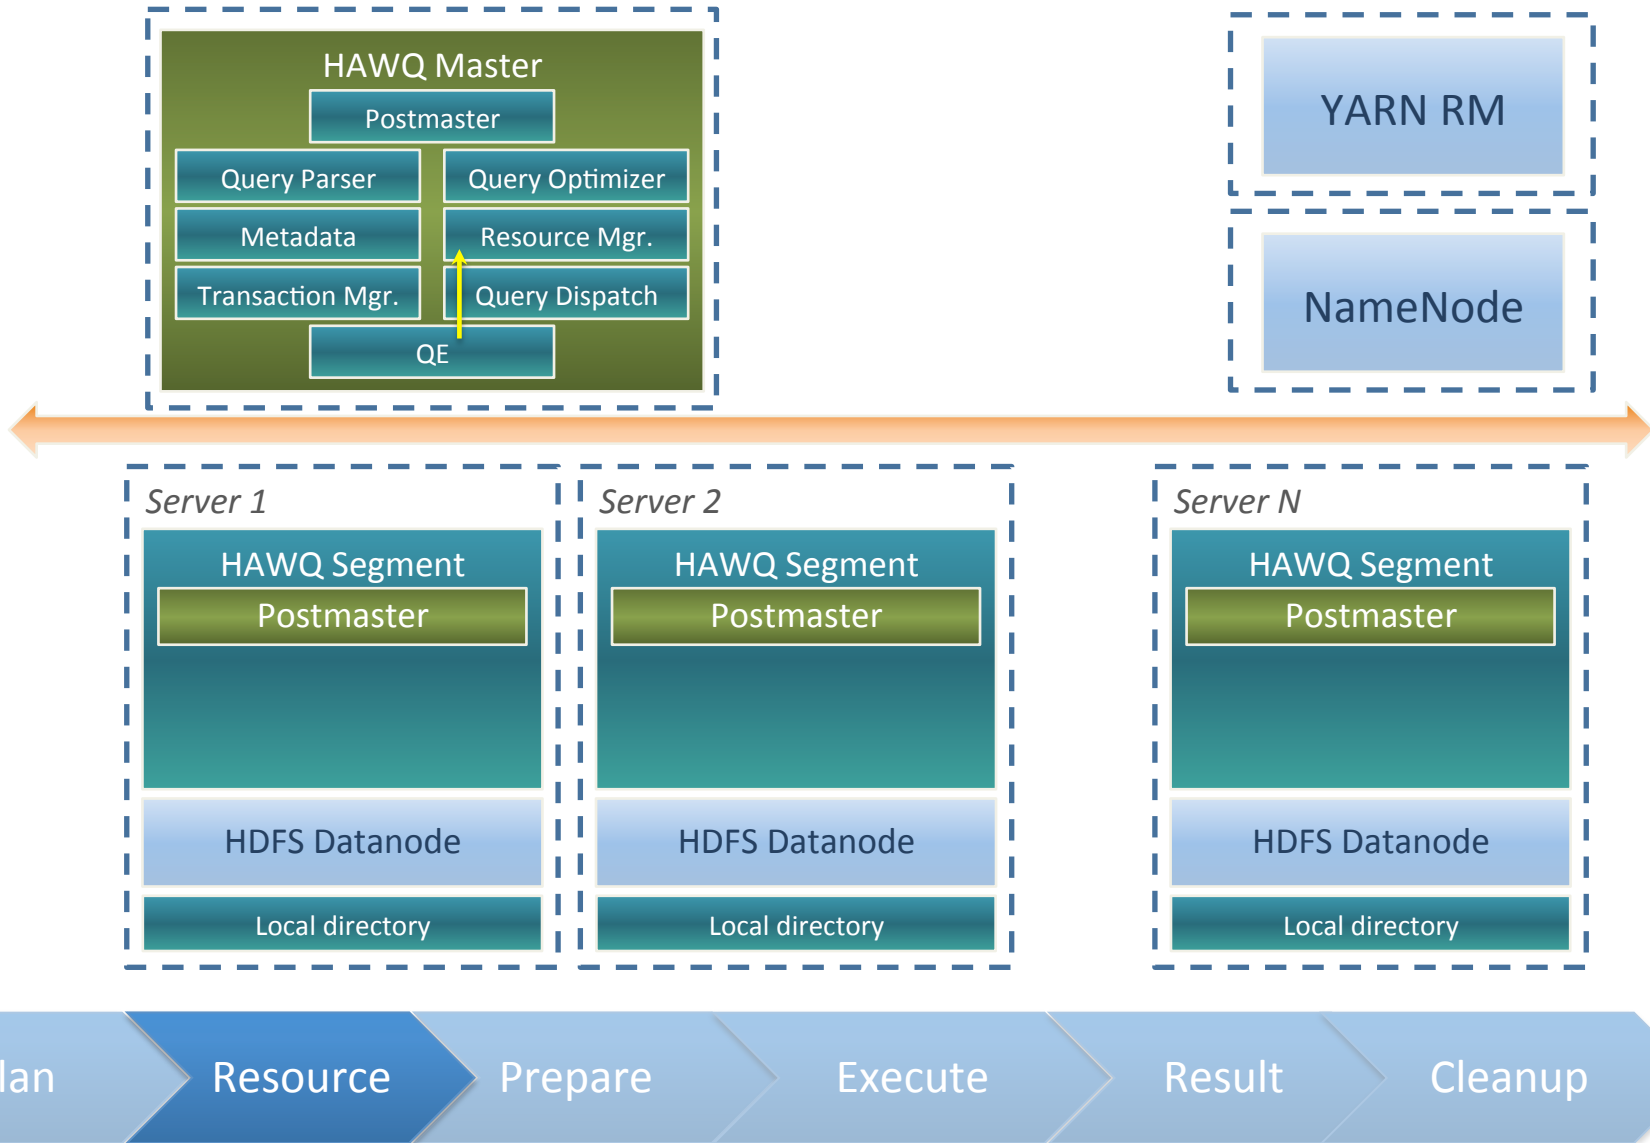 HAWQ Master
Postmaster
Query Parser
Query Optimizer
Metadata
Resource Mgr.
Transaction Mgr.
Query Dispatch
QE
YARN RM
NameNode
Server 1
HAWQ Segment
Postmaster
HDFS Datanode
Local directory
Server 2
HAWQ Segment
Postmaster
HDFS Datanode
Local directory
Server N
HAWQ Segment
Postmaster
HDFS Datanode
Local directory
lan
Resource
Prepare
Execute
Result
Cleanup